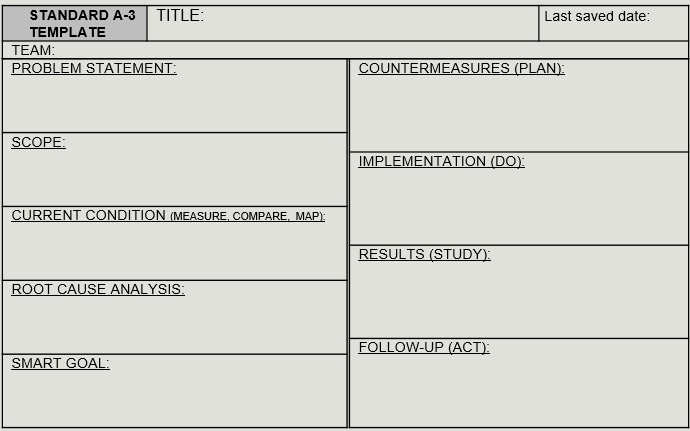 STANDARD A-3
TEMPLATE
TITLE:
Last saved date:
TEAM:
PROBLEM STATEMENT:
SCOPE:
CURRENT CONDITION (MEASURE, COMPARE, MAP):
ROOT CAUSE ANALYSIS:
SMART GOAL:
COUNTERMEASURES (PLAN):
IMPLEMENTATION (DO):
RESULTS (STUDY):
FOLLOW-UP (ACT):